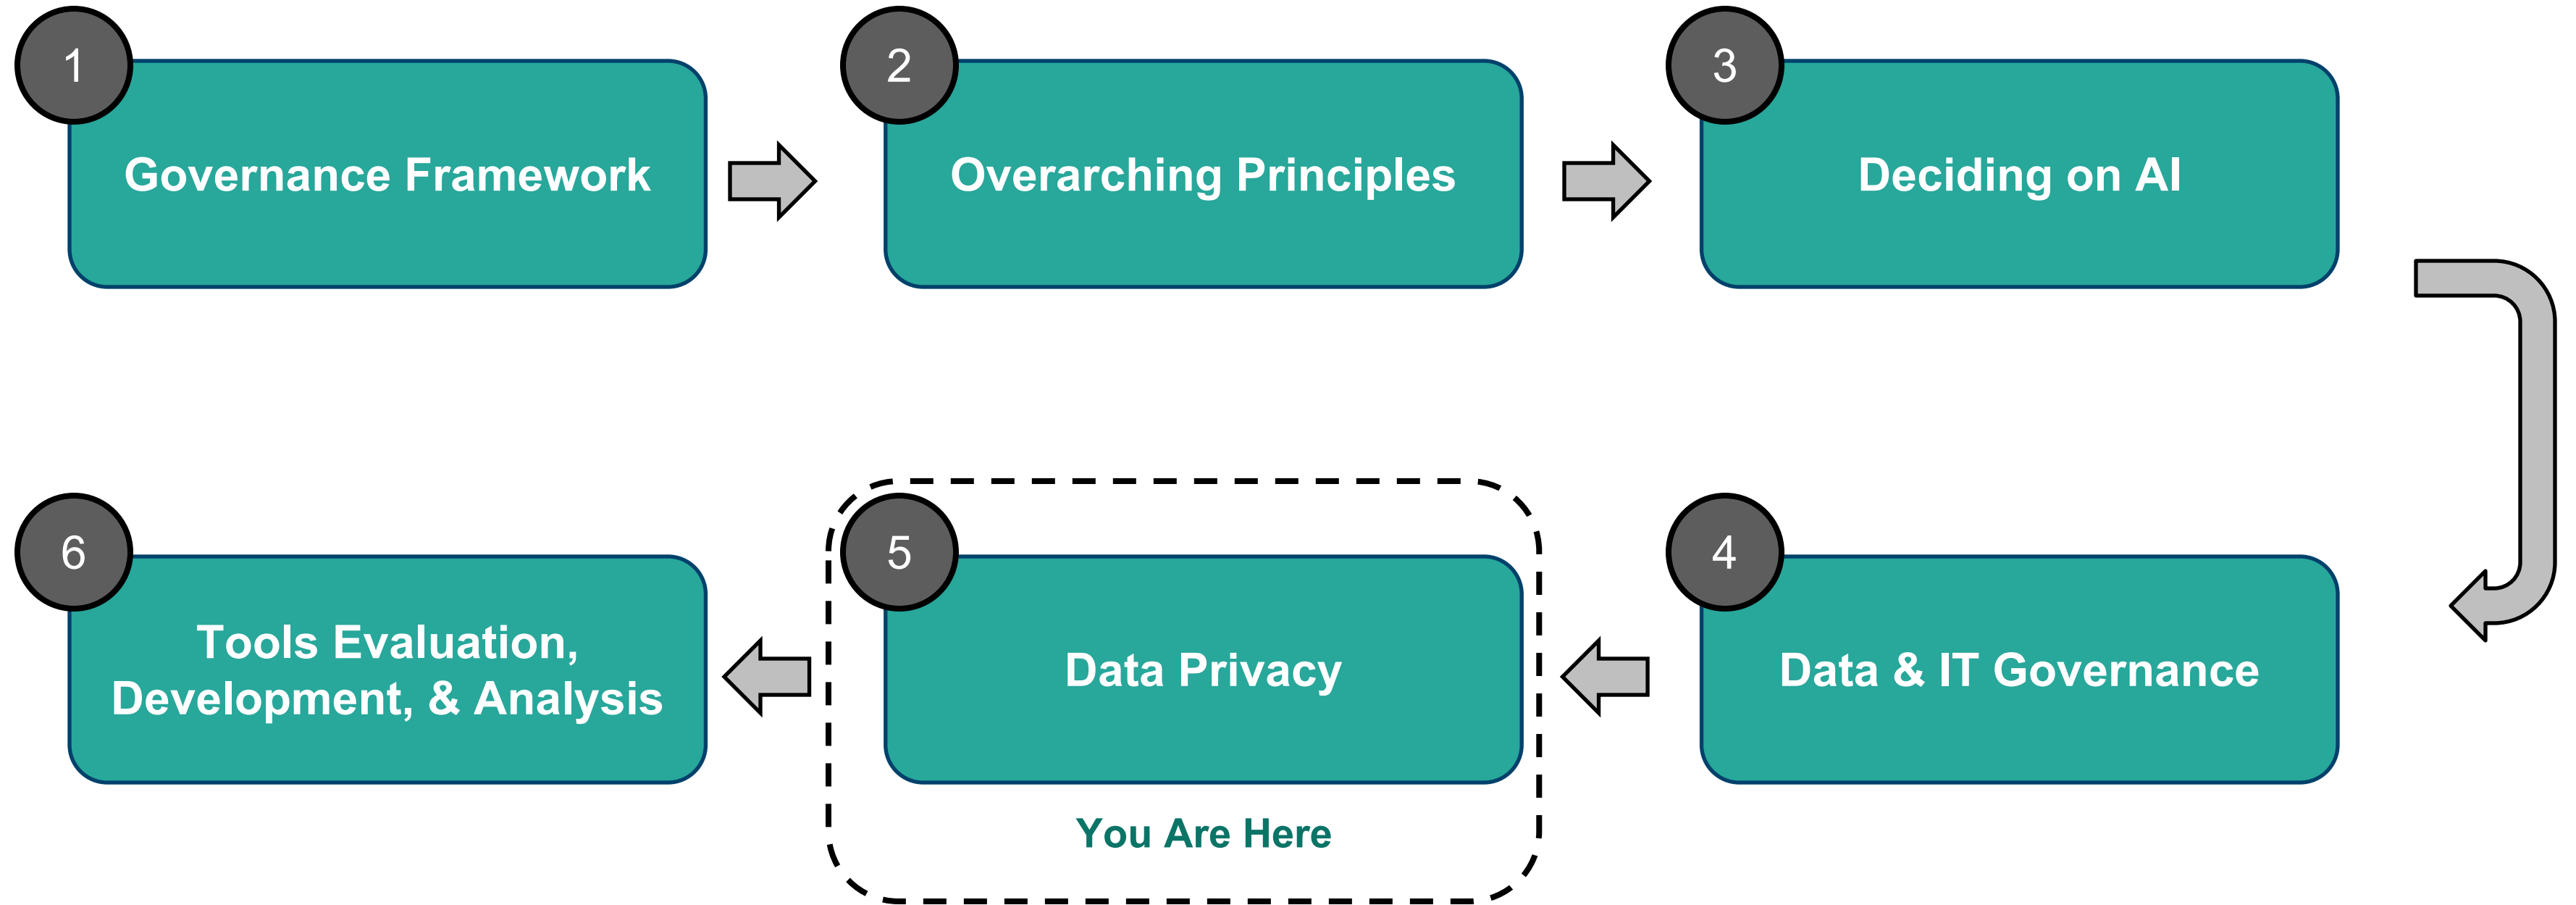 1
Governance Framework
2
Overarching Principles
3
Deciding on AI
4
Data & IT Governance
5
Data Privacy
You Are Here
6
Tools Evaluation,
Development, & Analysis